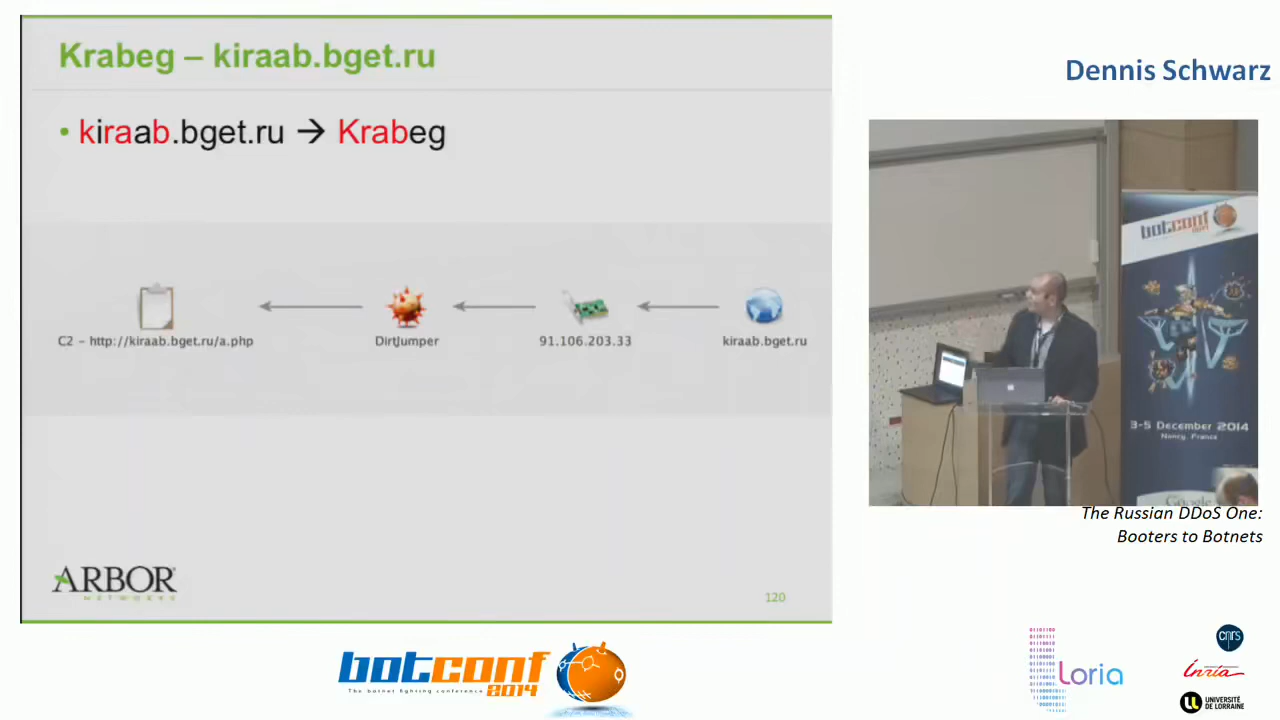 Krabeg – kiraab.bget.ru
• kiraab.bget.ru → Krabeg
C2 - http://kiraab.bget.ru/a.php
DirtJumper
91.106.203.33
kiraab.bget.ru
ARBOR
NETWORKS
120
Dennis Schwarz
botconf
2014
3-5 December 2014
Nancy, France
Google
The Russian DDoS One:
Booters to Botnets
botconf
The botnet fighting conference 2014
Loria
cnrs
Inria
UNIVERSITÉ
DE LORRAINE